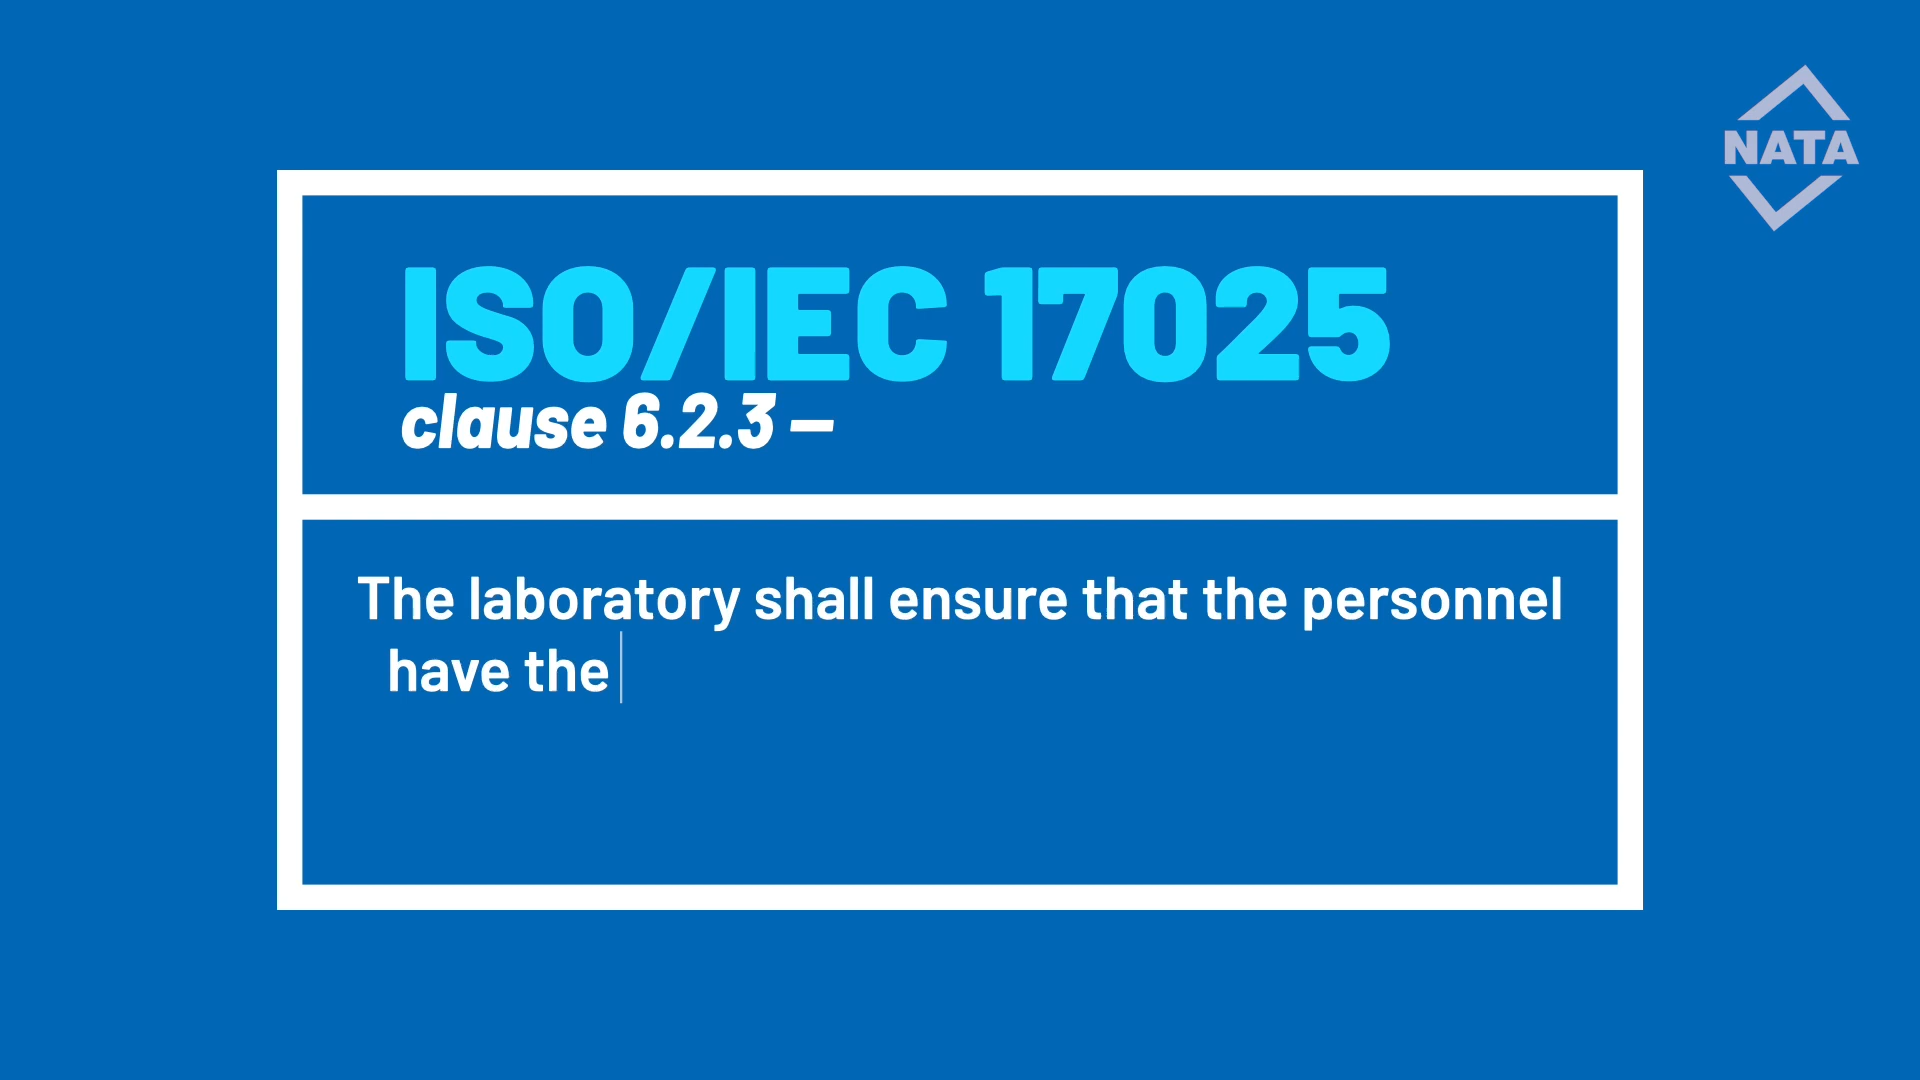 NATA
ISO/IEC 17025
clause 6.2.3 –
The laboratory shall ensure that the personnel
have the